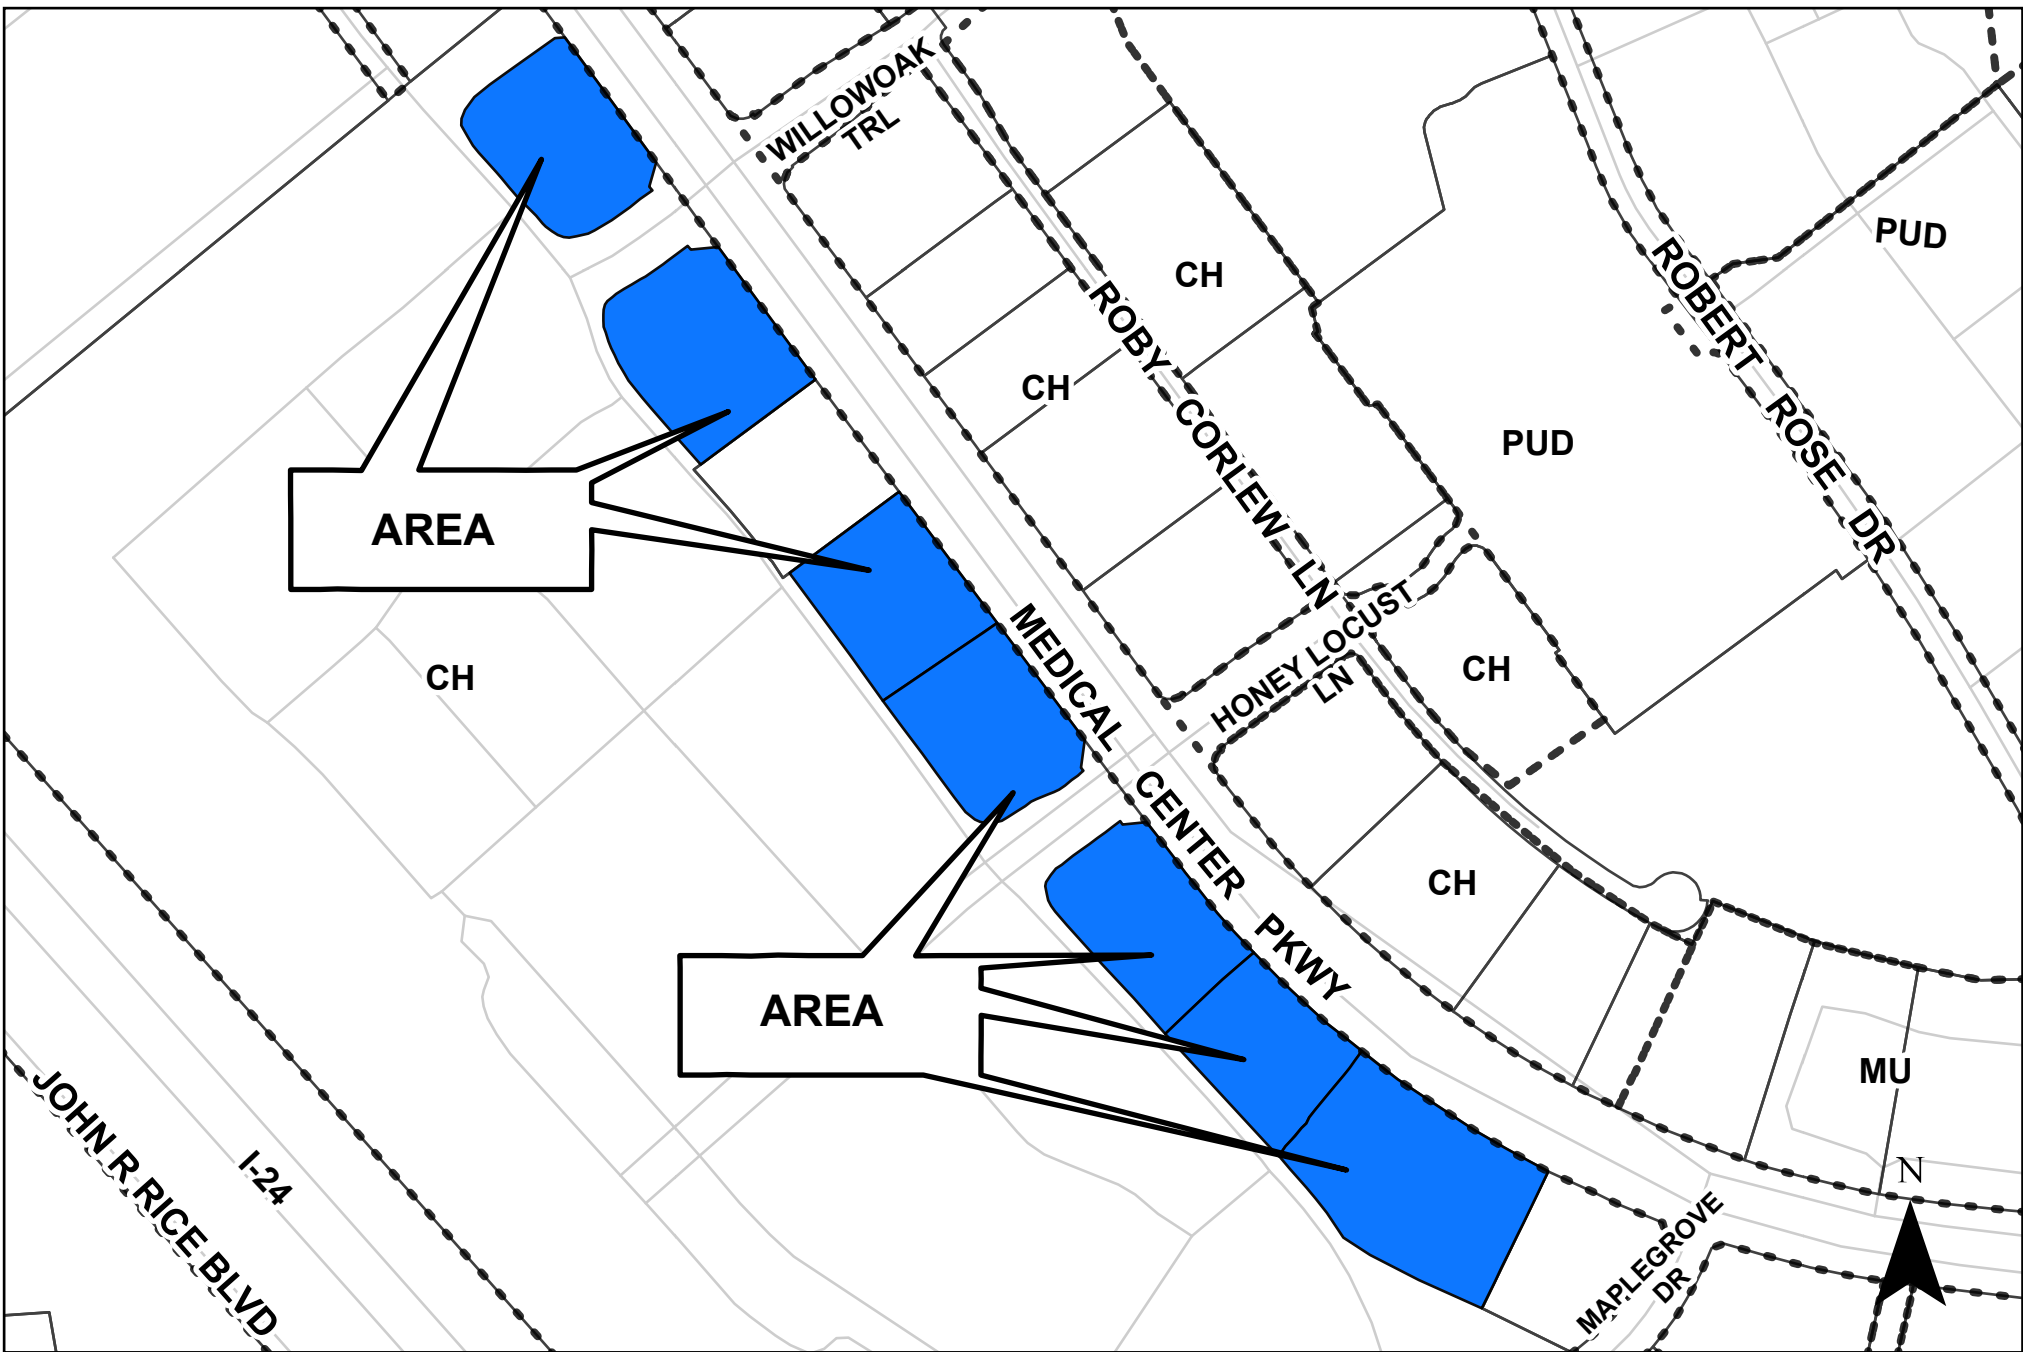 WILLOWOAK
TRL
PUD
CH
ROBERT ROSE DR
ROBY CORLEW LN
CH
PUD
AREA
HONEY LOCUST
LN
CH
CH
MEDICAL CENTER PKWY
CH
AREA
MU
JOHN R RICE BLVD
I-24
N
MAPLEGROVE
DR